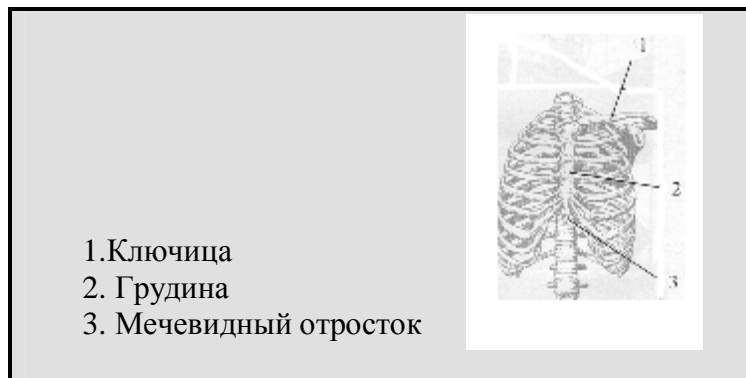 1
2
3
1.Ключица
2. Грудина
3. Мечевидный отросток